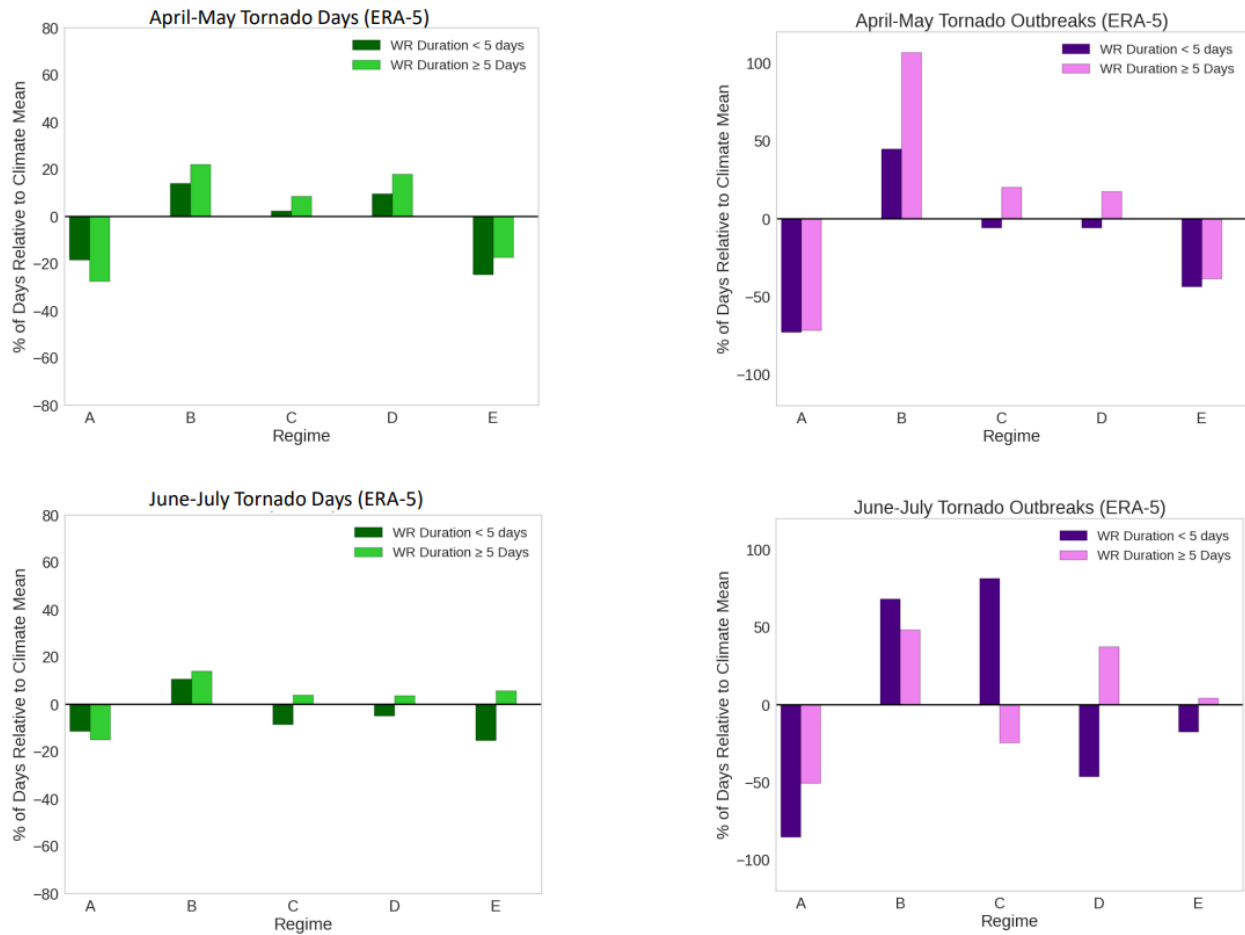 April-May Tornado Days (ERA-5)
WR Duration < 5 days
WR Duration ≥ 5 Days
% of Days Relative to Climate Mean
80
60
40
20
0
−20
−40
−60
−80
A B C D E
Regime
April-May Tornado Outbreaks (ERA-5)
WR Duration < 5 days
WR Duration ≥ 5 Days
% of Days Relative to Climate Mean
100
50
0
−50
−100
A B C D E
Regime
June-July Tornado Days (ERA-5)
WR Duration < 5 days
WR Duration ≥ 5 Days
% of Days Relative to Climate Mean
80
60
40
20
0
−20
−40
−60
−80
A B C D E
Regime
June-July Tornado Outbreaks (ERA-5)
WR Duration < 5 days
WR Duration ≥ 5 Days
% of Days Relative to Climate Mean
100
50
0
−50
−100
A B C D E
Regime